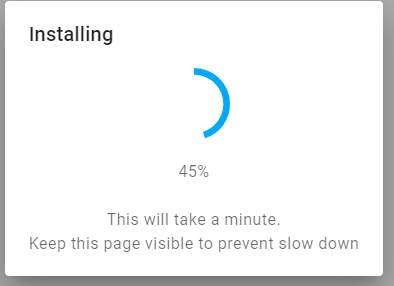 Installing
45%
This will take a minute.
Keep this page visible to prevent slow down